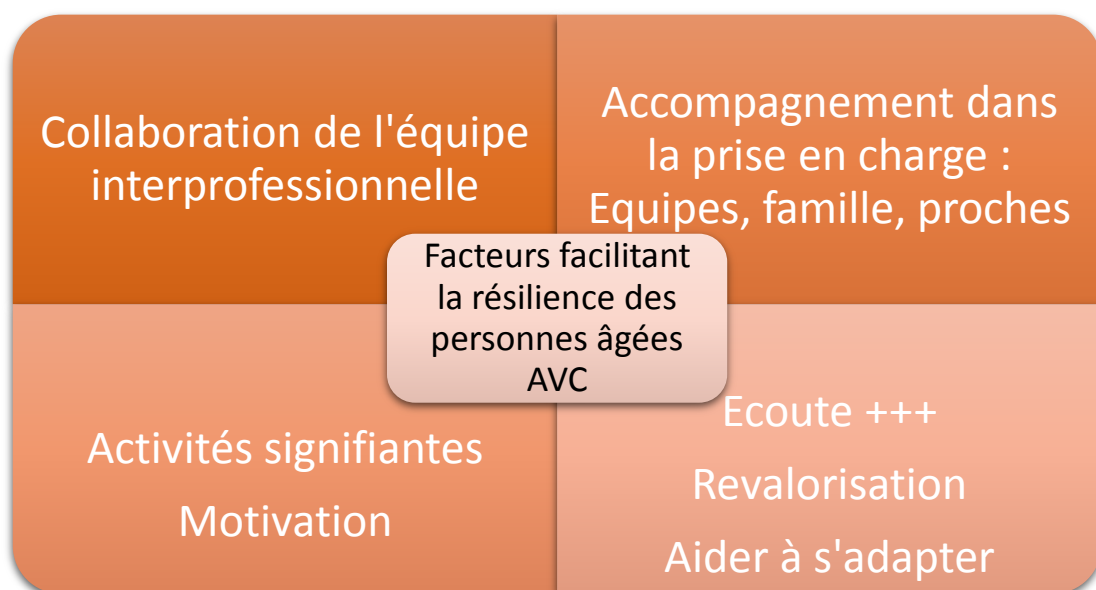 Collaboration de l'équipe
interprofessionnelle
Accompagnement dans
la prise en charge :
Equipes, famille, proches
Facteurs facilitant
la résilience des
personnes âgées
AVC
Activités signifiantes
Motivation
Ecoute +++
Revalorisation
Aider à s'adapter